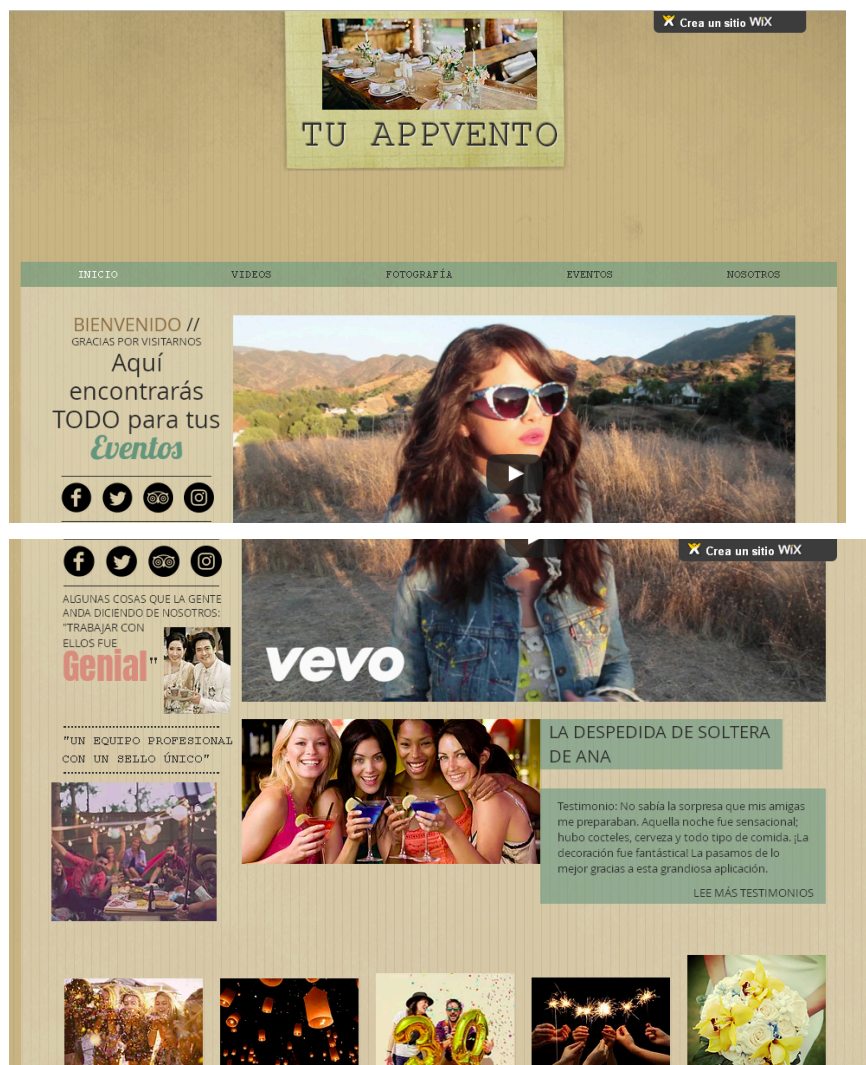 Crea un sitio WiX
TU APPVENTO
INICIO
VIDEOS
FOTOGRAFÍA
EVENTOS
NOSOTROS
BIENVENIDO //
GRACIAS POR VISITARNOS
Aquí
encontrarás
TODO para tus
Eventos
Crea un sitio WiX
ALGUNAS COSAS QUE LA GENTE
ANDA DICIENDO DE NOSOTROS:
"TRABAJAR CON
ELLOS FUE
Genial"
vevo
"UN EQUIPO PROFESIONAL
CON UN SELLO ÚNICO"
LA DESPEDIDA DE SOLTERA
DE ANA
Testimonio: No sabía la sorpresa que mis amigas
me preparaban. Aquella noche fue sensacional;
hubo cocteles, cerveza y todo tipo de comida. ¡La
decoración fue fantástica! La pasamos de lo
mejor gracias a esta grandiosa aplicación.
LEE MÁS TESTIMONIOS
30